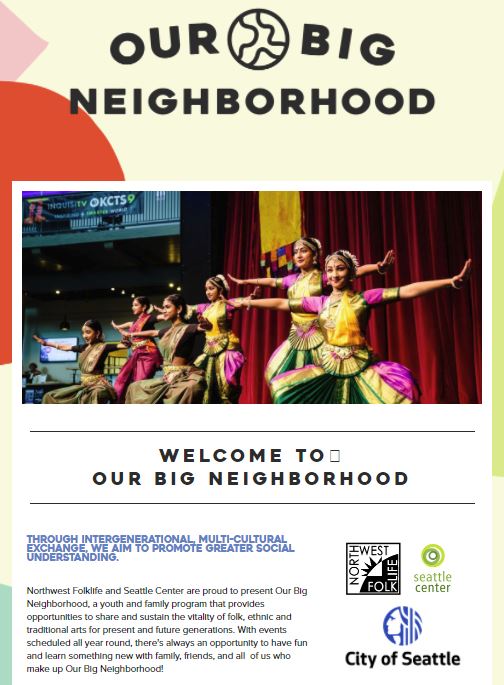 OUR BIG
NEIGHBORHOOD
INQUISITV KCTS9
WELCOME TO
OUR BIG NEIGHBORHOOD
THROUGH INTERGENERATIONAL, MULTI-CULTURAL
EXCHANGE, WE AIM TO PROMOTE GREATER SOCIAL
UNDERSTANDING.
Northwest Folklife and Seattle Center are proud to present Our Big
Neighborhood, a youth and family program that provides
opportunities to share and sustain the vitality of folk, ethnic and
traditional arts for present and future generations. With events
scheduled all year round, there's always an opportunity to have fun
and learn something new with family, friends, and all of us who
make up Our Big Neighborhood!
NORTHWEST
FOLKLIFE
seattle
center
City of Seattle